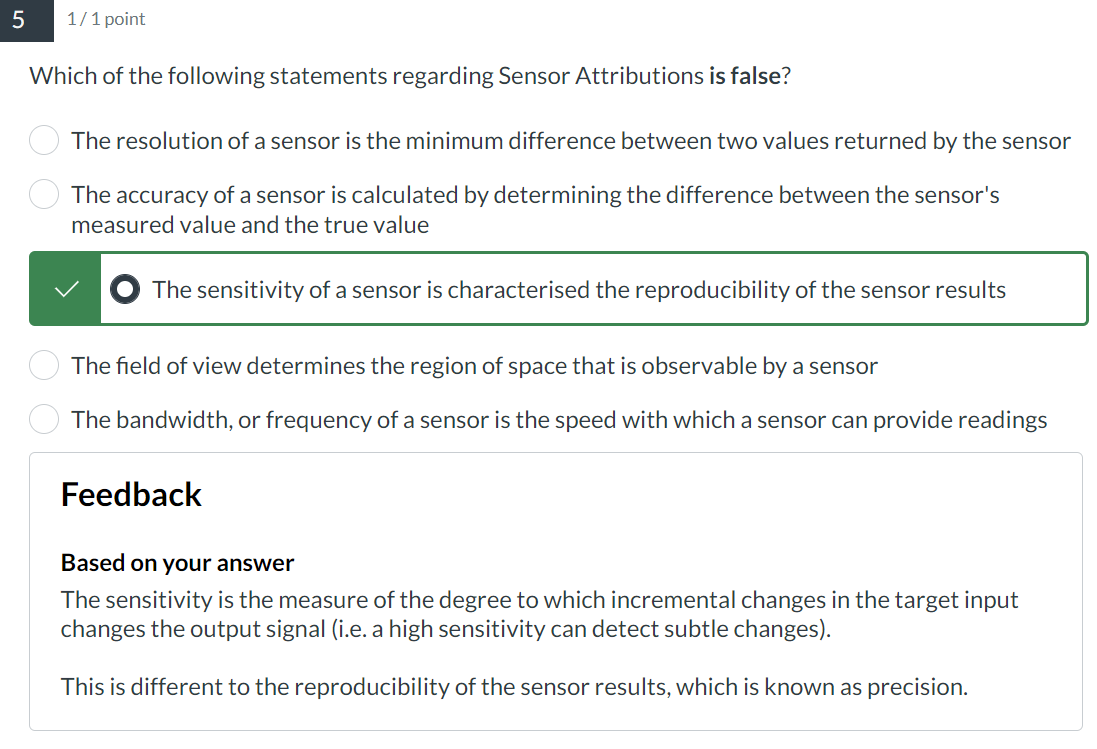 5
1 / 1 point
Which of the following statements regarding Sensor Attributions is false?
The resolution of a sensor is the minimum difference between two values returned by the sensor
The accuracy of a sensor is calculated by determining the difference between the sensor's
measured value and the true value
The sensitivity of a sensor is characterised the reproducibility of the sensor results
The field of view determines the region of space that is observable by a sensor
The bandwidth, or frequency of a sensor is the speed with which a sensor can provide readings
Feedback
Based on your answer
The sensitivity is the measure of the degree to which incremental changes in the target input
changes the output signal (i.e. a high sensitivity can detect subtle changes).
This is different to the reproducibility of the sensor results, which is known as precision.